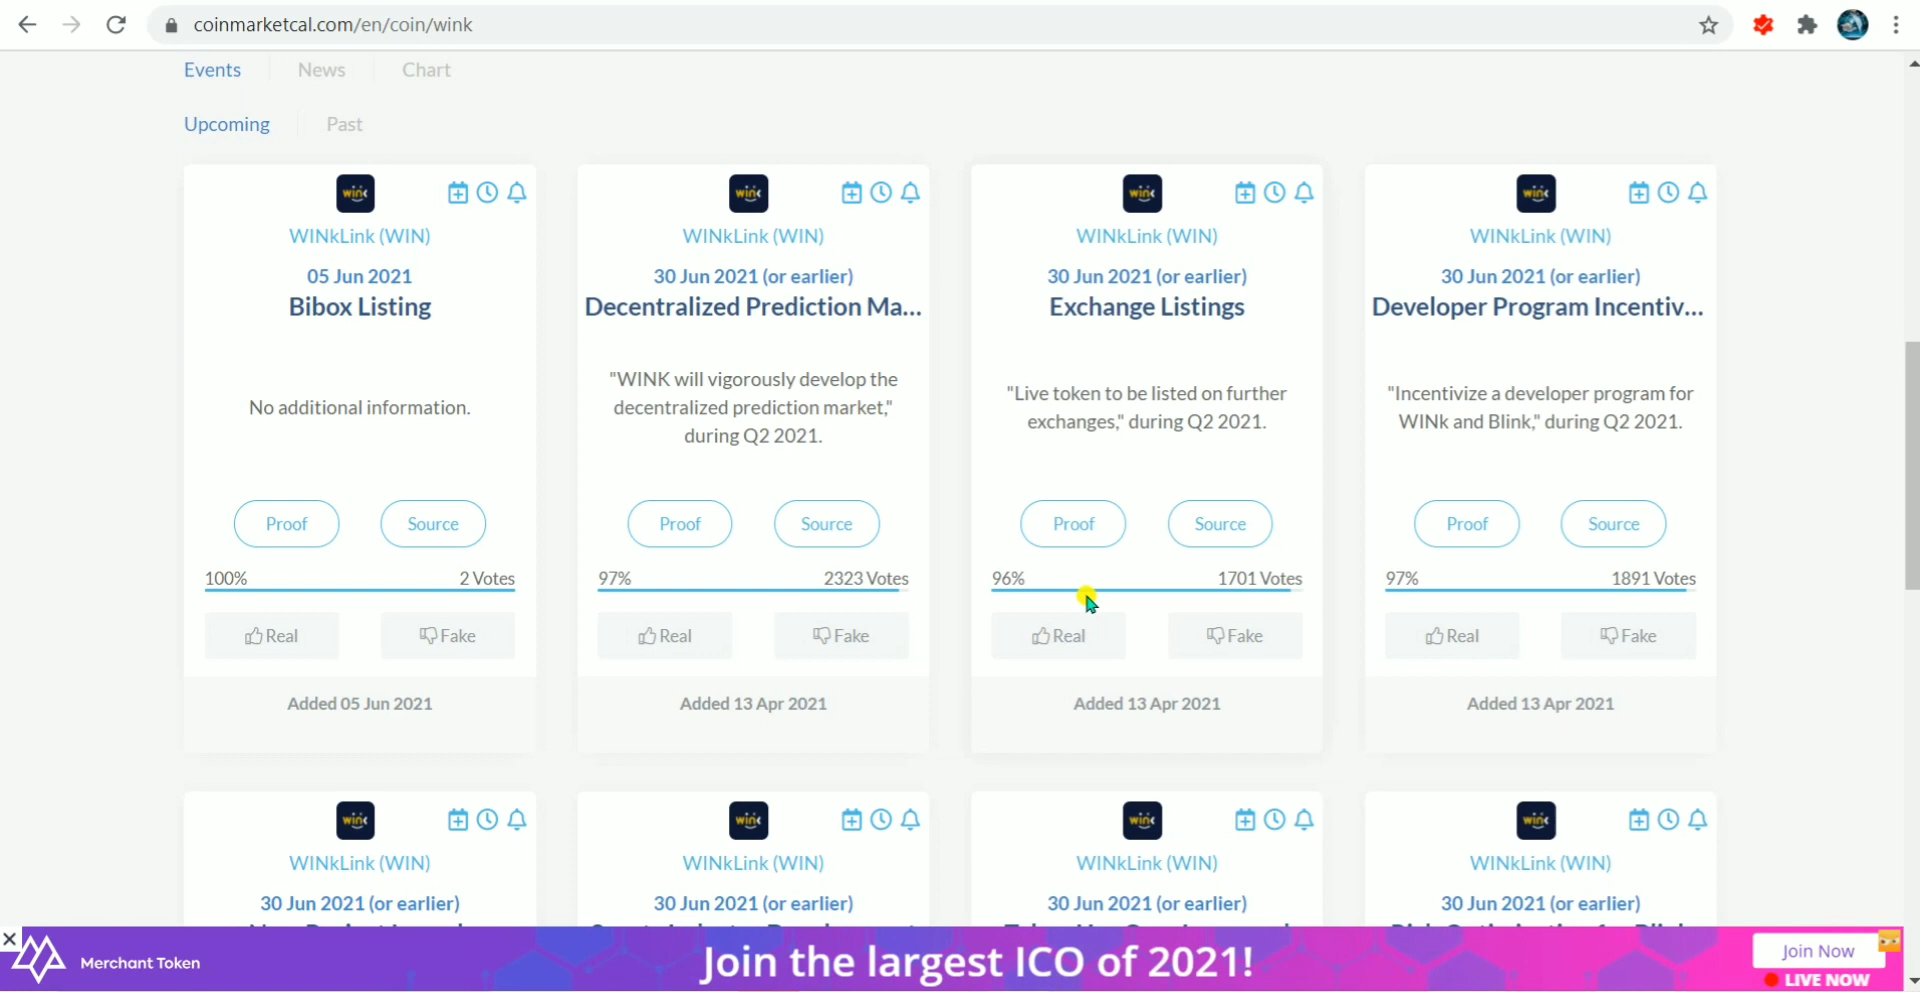 coinmarketcal.com/en/coin/wink
Events News Chart
Upcoming Past
wink
WINkLink (WIN)
05 Jun 2021
Bibox Listing
No additional information.
Proof Source
100% 2 Votes
Real Fake
Added 05 Jun 2021
wink
WINkLink (WIN)
30 Jun 2021 (or earlier)
Decentralized Prediction Ma...
"WINK will vigorously develop the
decentralized prediction market,"
during Q2 2021.
Proof Source
97% 2323 Votes
Real Fake
Added 13 Apr 2021
wink
WINkLink (WIN)
30 Jun 2021 (or earlier)
Exchange Listings
"Live token to be listed on further
exchanges," during Q2 2021.
Proof Source
96% 1701 Votes
Real Fake
Added 13 Apr 2021
wink
WINkLink (WIN)
30 Jun 2021 (or earlier)
Developer Program Incentiv...
"Incentivize a developer program for
WINk and Blink," during Q2 2021.
Proof Source
97% 1891 Votes
Real Fake
Added 13 Apr 2021
wink
WINkLink (WIN)
30 Jun 2021 (or earlier)
wink
WINkLink (WIN)
30 Jun 2021 (or earlier)
wink
WINkLink (WIN)
30 Jun 2021 (or earlier)
wink
WINkLink (WIN)
30 Jun 2021 (or earlier)
Merchant Token
Join the largest ICO of 2021!
Join Now
LIVE NOW